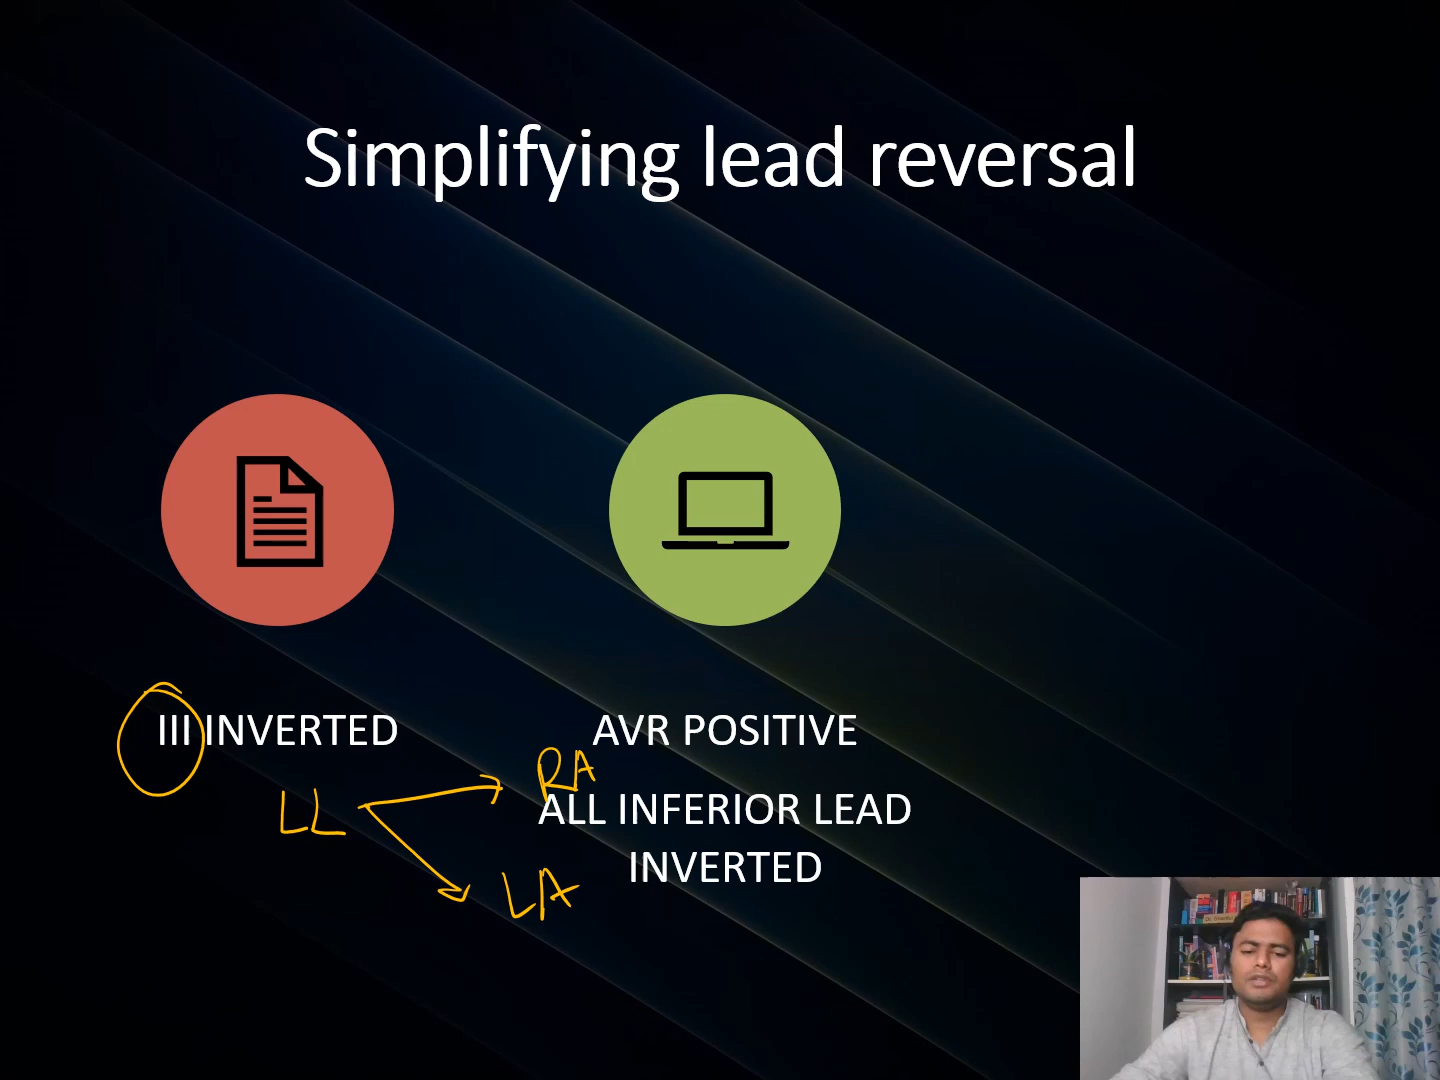 Simplifying lead reversal
III INVERTED
LL
AVR POSITIVE
RA
ALL INFERIOR LEAD
INVERTED
LA